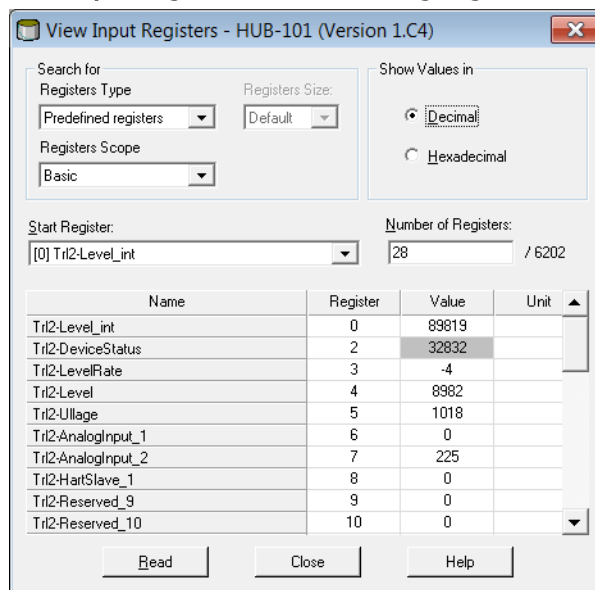 View Input Registers - HUB-101 (Version 1.C4)
Search for
Registers Type
Registers Size:
Predefined registers
Default
Registers Scope
Basic
Show Values in
Decimal
Hexadecimal
Start Register:
[0] Trl2-Level_int
Number of Registers:
28 / 6202
Name Register Value Unit
Trl2-Level_int 0 89819
Trl2-DeviceStatus 2 32832
Trl2-LevelRate 3 -4
Trl2-Level 4 8982
Trl2-Ullage 5 1018
Trl2-AnalogInput_1 6 0
Trl2-AnalogInput_2 7 225
Trl2-HartSlave_1 8 0
Trl2-Reserved_9 9 0
Trl2-Reserved_10 10 0
Read Close Help